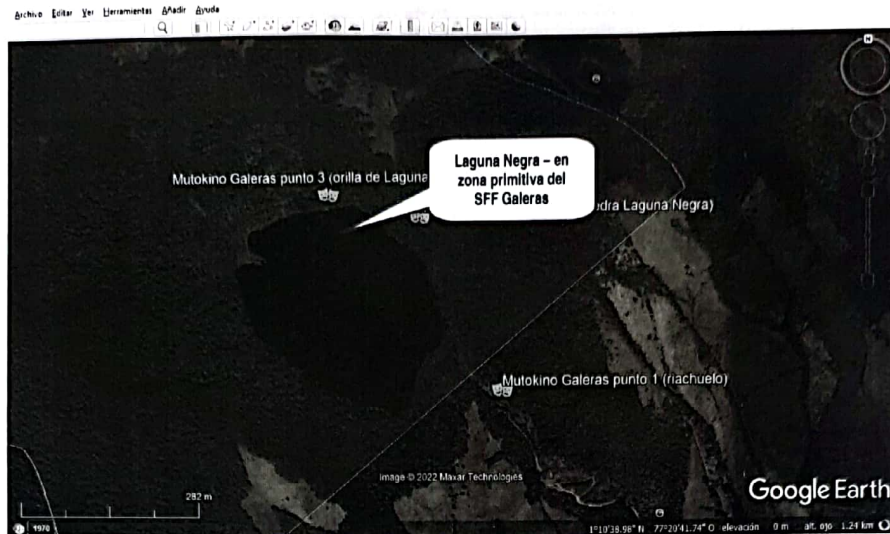 Archivo Editar Ver Herramientas Añadir Ayuda
N
Mutokino Galeras punto 3 (orilla de Laguna
Laguna Negra – en
zona primitiva del
SFF Galeras
edra Laguna Negra)
Mutokino Galeras punto 1 (riachuelo)
Image © 2022 Maxar Technologies
282 m
Google Earth
1970
1°10'38.98" N 77°20'41.74" O elevación 0 m alt. ojo 1.24 km